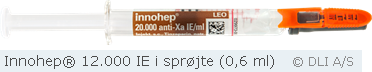 innohep® LEO
20.000 anti-Xa IE/ml
Innohep® 12.000 IE i sprøjte (0,6 ml) © DLI A/S